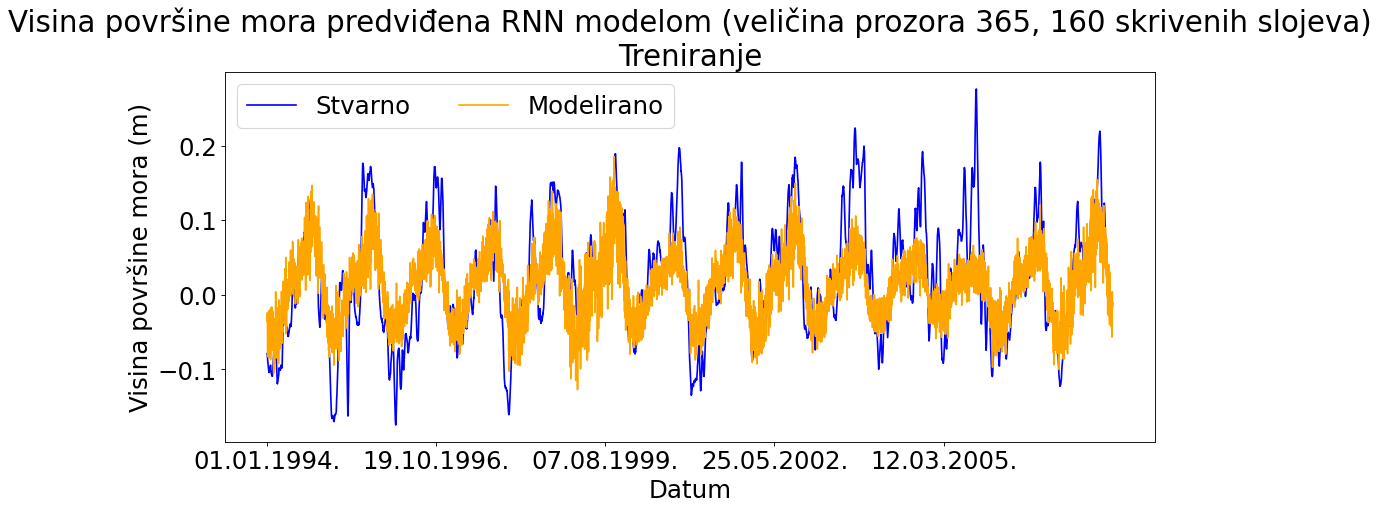 Visina površine mora predviđena RNN modelom (veličina prozora 365, 160 skrivenih slojeva)
Treniranje
Stvarno
Modelirano
Visina površine mora (m)
0.2
0.1
0.0
−0.1
01.01.1994.
19.10.1996.
07.08.1999.
25.05.2002.
12.03.2005.
Datum